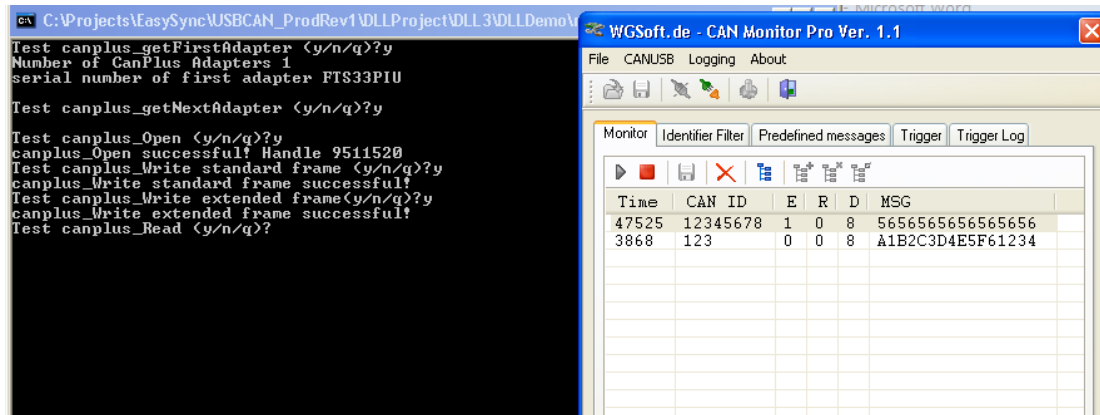 C:\Projects\EasySync\USBCAN_ProdRev1\DLLProject\DLL3\DLLDemo\
Test canplus_getFirstAdapter (y/n/q)?y
Number of CanPlus Adapters 1
serial number of first adapter FTS33PIU
Test canplus_getNextAdapter (y/n/q)?y
Test canplus_Open (y/n/q)?y
canplus_Open successful! Handle 9511520
Test canplus_Write standard frame (y/n/q)?y
canplus_Write standard frame successful!
Test canplus_Write extended frame(y/n/q)?y
canplus_Write extended frame successful!
Test canplus_Read (y/n/q)?
Microsoft Word
WGSoft.de - CAN Monitor Pro Ver. 1.1
File CANUSB Logging About
Monitor Identifier Filter Predefined messages Trigger Trigger Log
Time CAN ID E R D MSG
47525 12345678 1 0 8 5656565656565656
3868 123 0 0 8 A1B2C3D4E5F61234